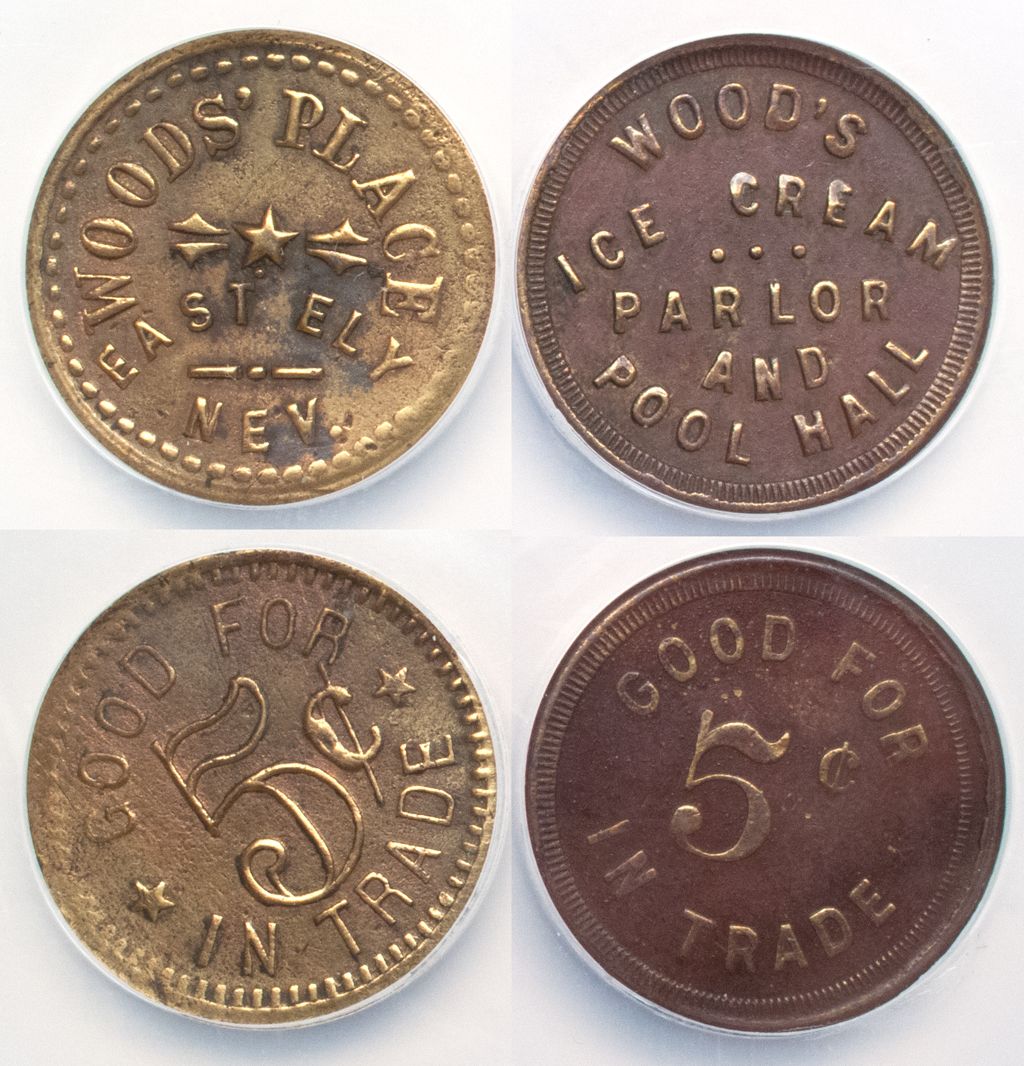 WOODS' PLACE
EAST ELY
NEV.
WOOD'S
ICE CREAM
PARLOR
AND
POOL HALL
GOOD FOR
5¢
IN TRADE
GOOD FOR
5¢
IN TRADE